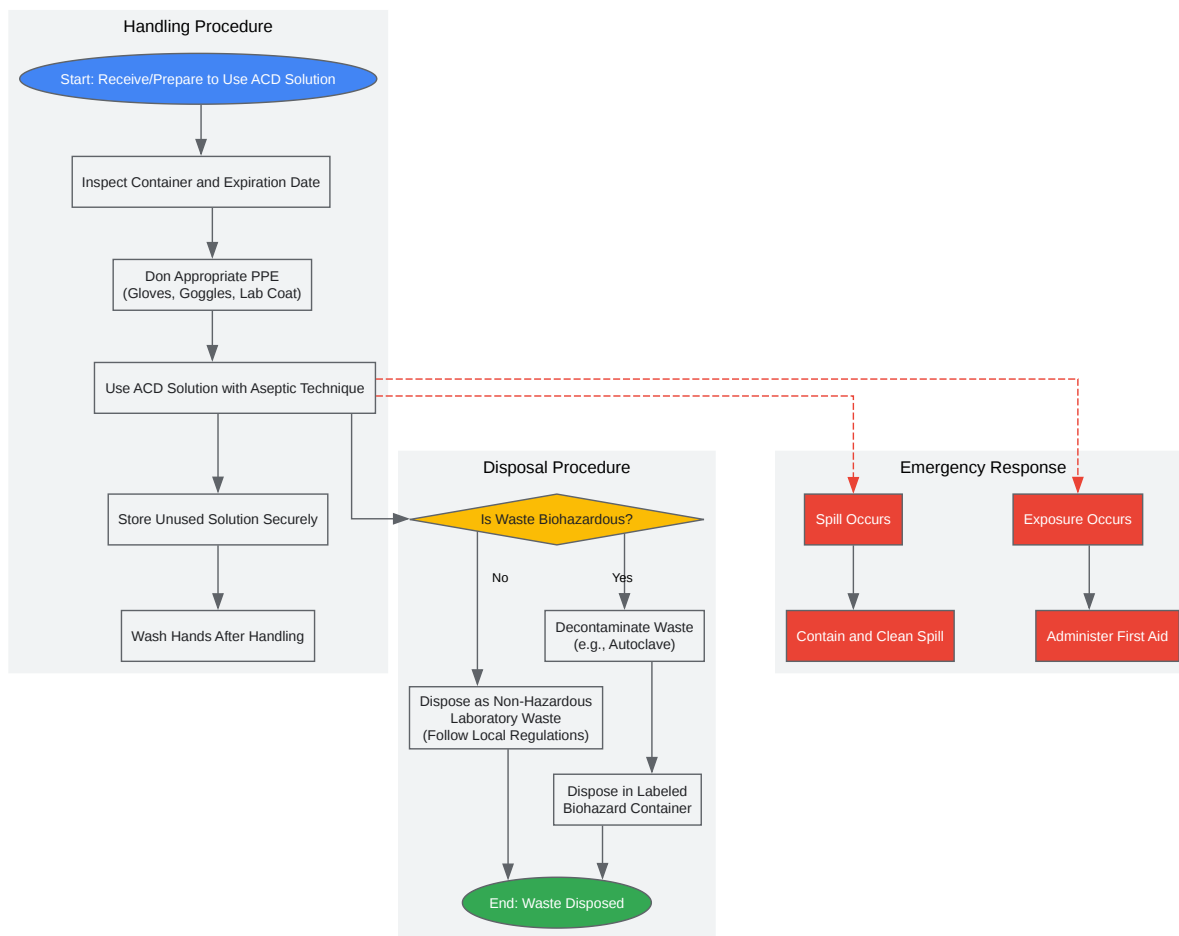 Handling Procedure
Start: Receive/Prepare to Use ACD Solution
Inspect Container and Expiration Date
Don Appropriate PPE
(Gloves, Goggles, Lab Coat)
Use ACD Solution with Aseptic Technique
Store Unused Solution Securely
Wash Hands After Handling
Disposal Procedure
Is Waste Biohazardous?
No
Yes
Decontaminate Waste
(e.g., Autoclave)
Dispose as Non-Hazardous
Laboratory Waste
(Follow Local Regulations)
Dispose in Labeled
Biohazard Container
End: Waste Disposed
Emergency Response
Spill Occurs
Exposure Occurs
Contain and Clean Spill
Administer First Aid